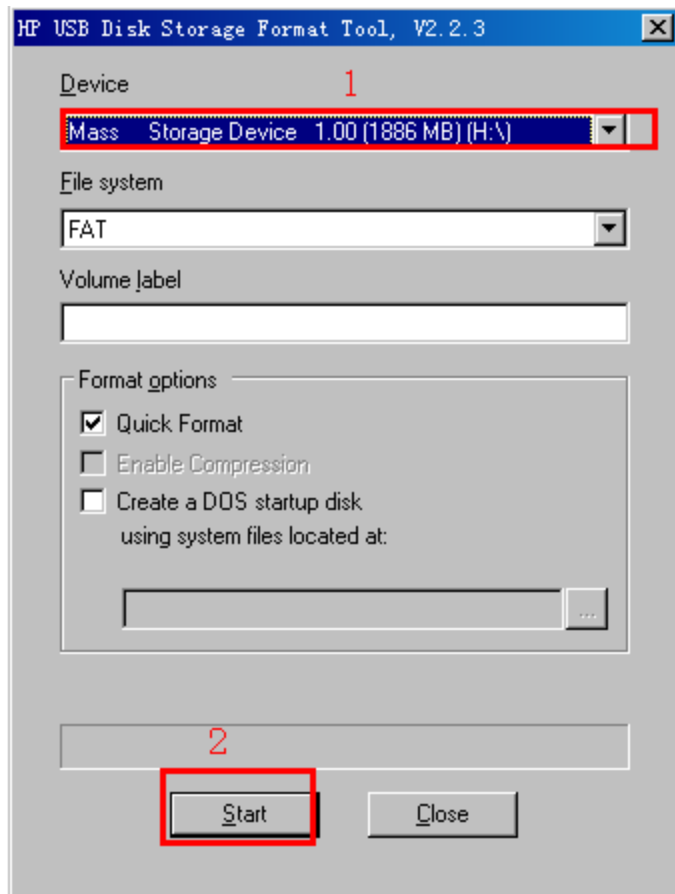 HP USB Disk Storage Format Tool, V2.2.3
Device
1
Mass Storage Device 1.00 (1886 MB) (H:\)
File system
FAT
Volume label
Format options
Quick Format
Enable Compression
Create a DOS startup disk
using system files located at:
...
2
Start Close